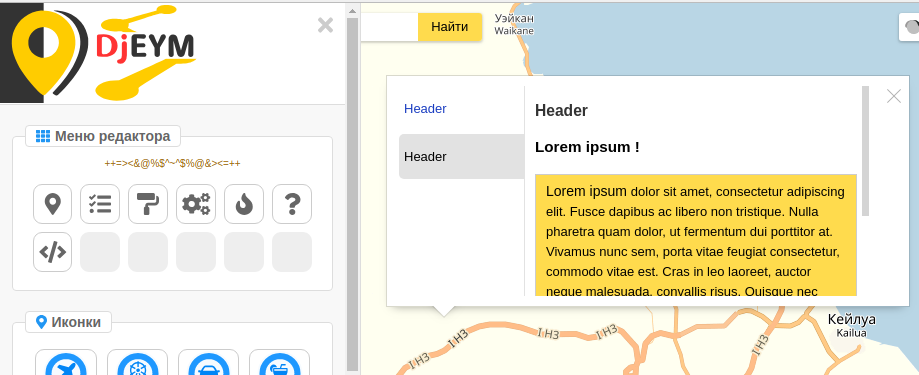 DjEYM
Меню редактора
++=><&@%$^~^$%@&><=++
?
</>
Иконки
Найти
Уэйкан
Waikane
Header
Header
Header
Lorem ipsum !
Lorem ipsum dolor sit amet, consectetur adipiscing
elit. Fusce dapibus ac libero non tristique. Nulla
pharetra quam dolor, ut fermentum dui porttitor at.
Vivamus nunc sem, porta vitae feugiat consectetur,
commodo vitae est. Cras in leo laoreet, auctor
neque malesuada, convallis risus. Quisque nec
I H3
I H3
I H3
I H3
I H3
Кейлуа
Kailua